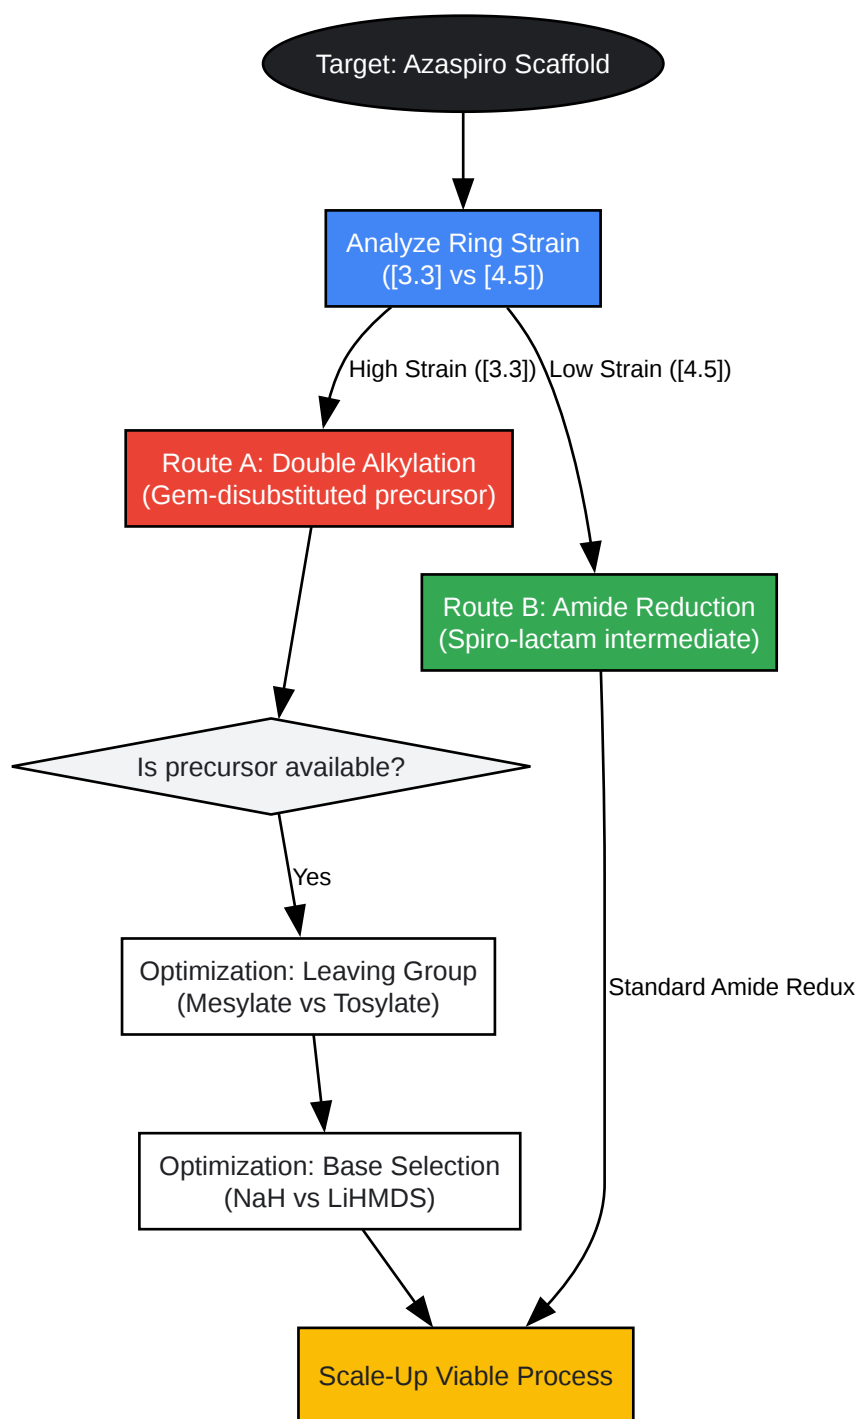 Target: Azaspiro Scaffold
Analyze Ring Strain
([3.3] vs [4.5])
High Strain ([3.3])
Low Strain ([4.5])
Route A: Double Alkylation
(Gem-disubstituted precursor)
Route B: Amide Reduction
(Spiro-lactam intermediate)
Is precursor available?
Yes
Optimization: Leaving Group
(Mesylate vs Tosylate)
Standard Amide Redux
Optimization: Base Selection
(NaH vs LiHMDS)
Scale-Up Viable Process